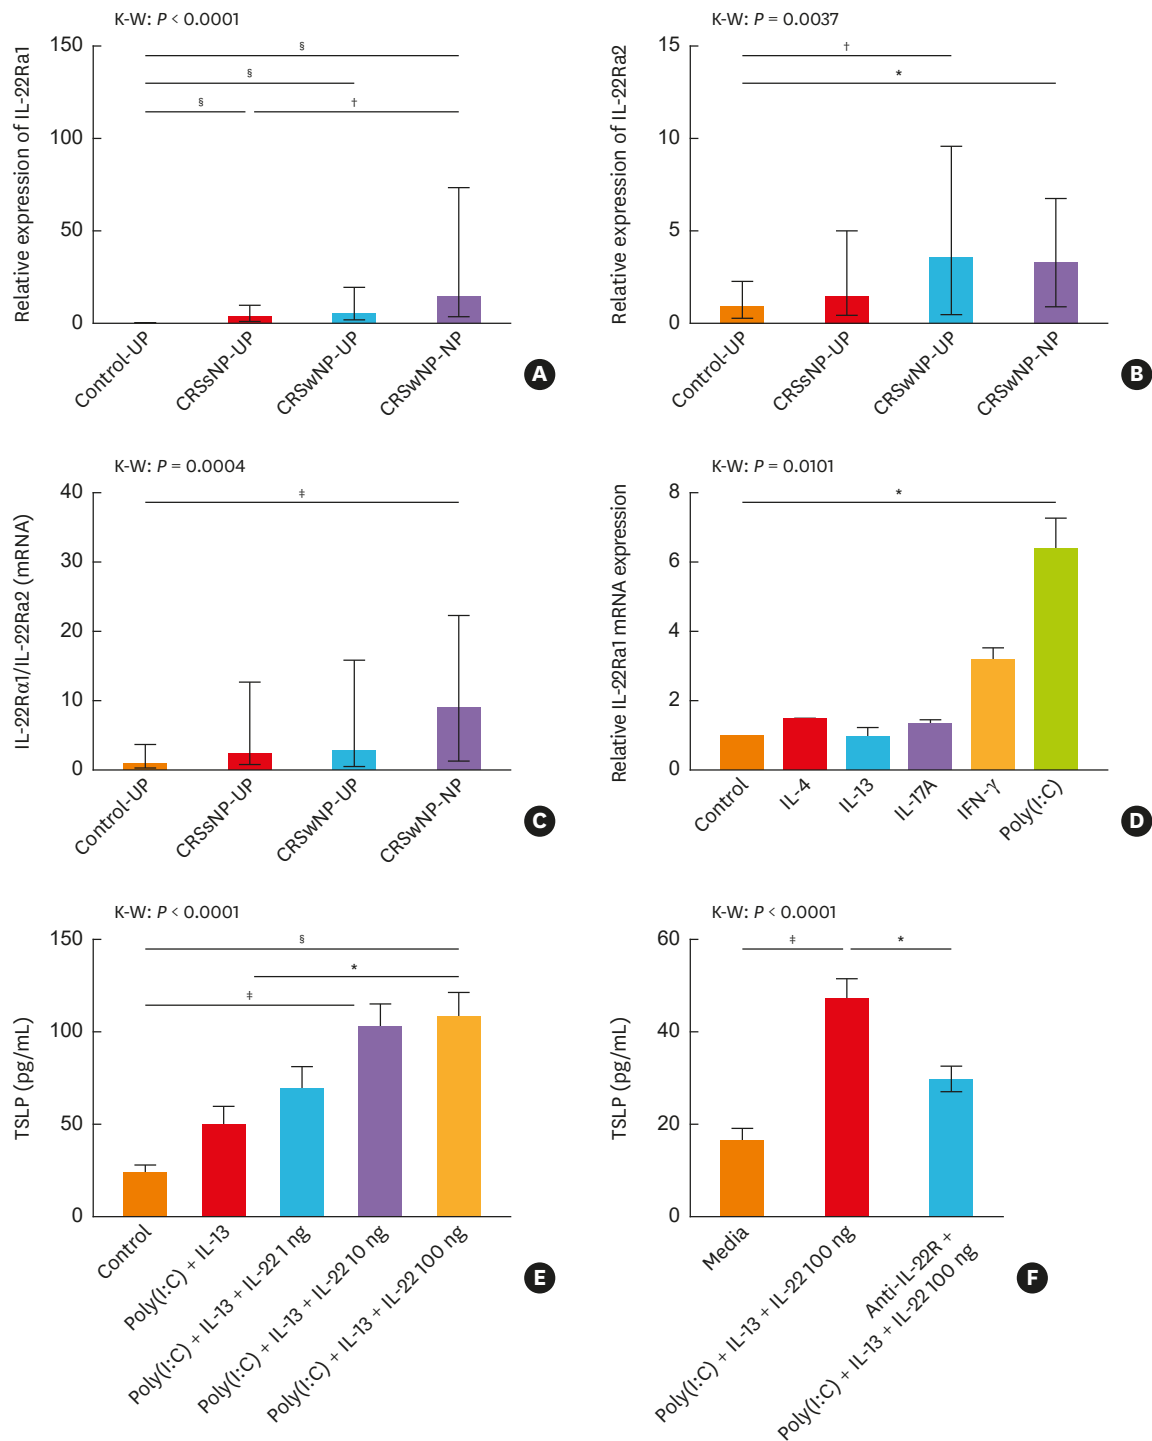 K-W: P < 0.0001
Relative expression of IL-22Ra1
150
100
50
0
§
§
§
†
Control-UP
CRSsNP-UP
CRSwNP-UP
CRSwNP-NP
A
K-W: P = 0.0037
Relative expression of IL-22Ra2
15
10
5
0
†
*
Control-UP
CRSsNP-UP
CRSwNP-UP
CRSwNP-NP
B
K-W: P = 0.0004
IL-22Rα1/IL-22Ra2 (mRNA)
40
30
20
10
0
‡
Control-UP
CRSsNP-UP
CRSwNP-UP
CRSwNP-NP
C
K-W: P = 0.0101
Relative IL-22Ra1 mRNA expression
8
6
4
2
0
*
Control
IL-4
IL-13
IL-17A
IFN-γ
Poly(I:C)
D
K-W: P < 0.0001
TSLP (pg/mL)
150
100
50
0
§
*
‡
Control
Poly(I:C) + IL-13
Poly(I:C) + IL-13 + IL-22 1 ng
Poly(I:C) + IL-13 + IL-22 10 ng
Poly(I:C) + IL-13 + IL-22 100 ng
E
K-W: P < 0.0001
TSLP (pg/mL)
60
40
20
0
‡
*
Media
Poly(I:C) + IL-13 + IL-22 100 ng
Anti-IL-22R +
Poly(I:C) + IL-13 + IL-22 100 ng
F